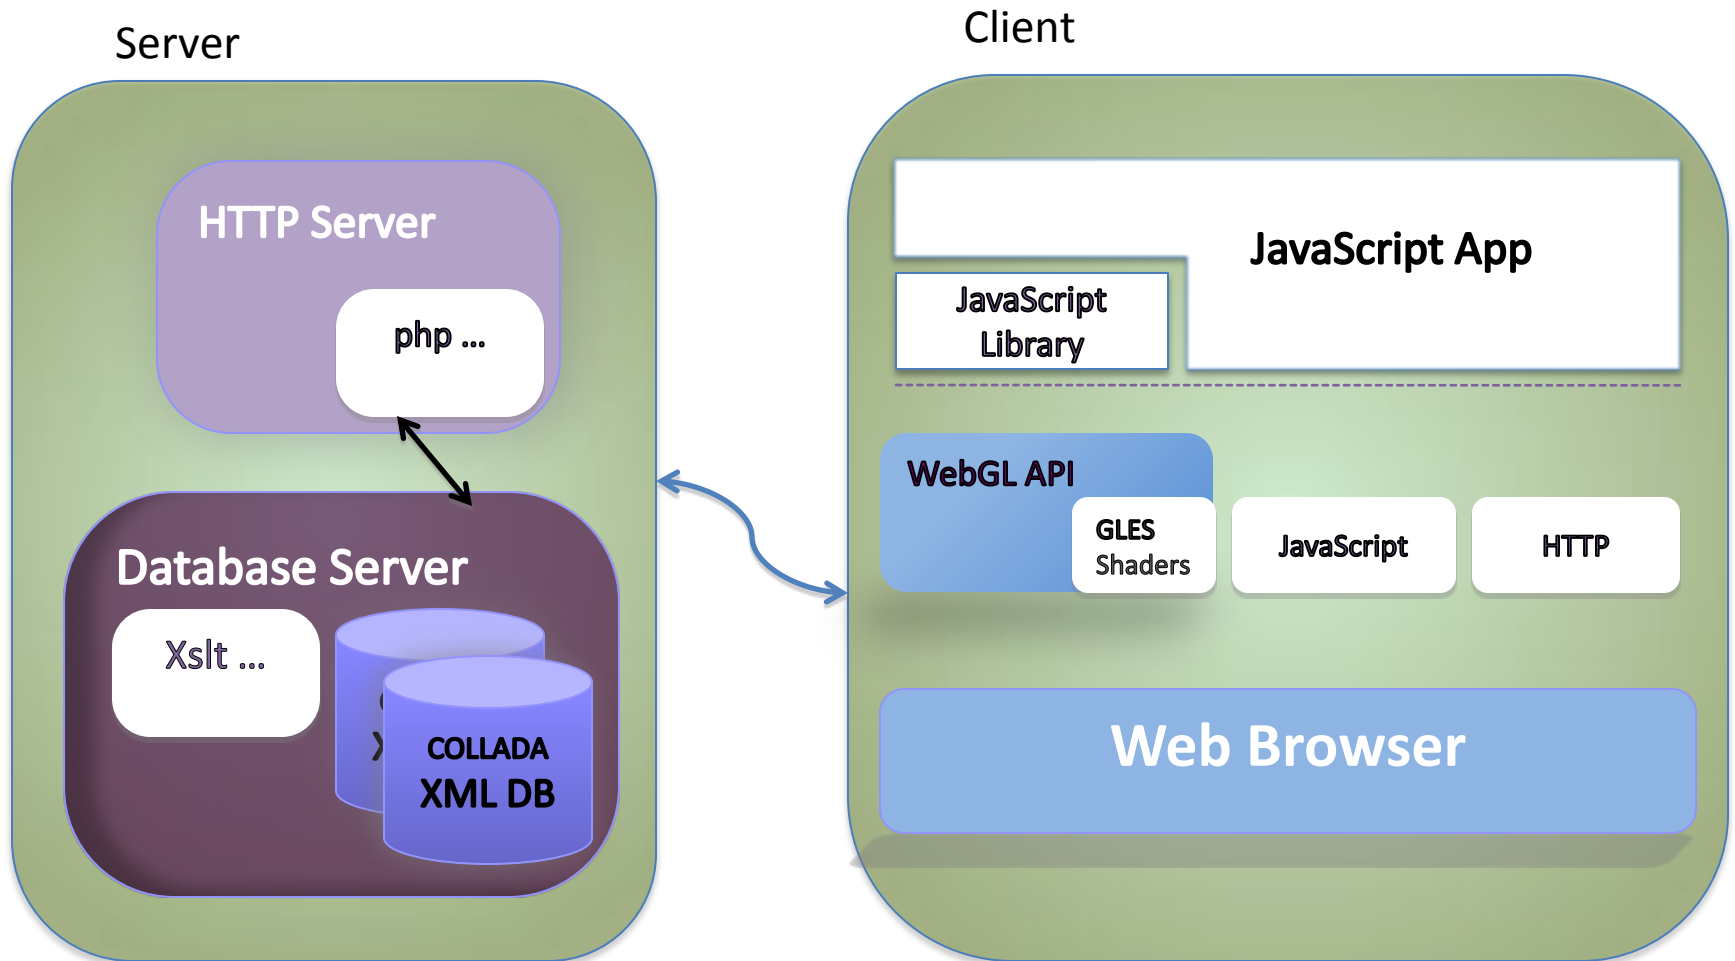 Server
HTTP Server
php ...
Database Server
Xslt ...
COLLADA
XML DB
Client
JavaScript App
JavaScript
Library
WebGL API
GLES
Shaders
JavaScript
HTTP
Web Browser